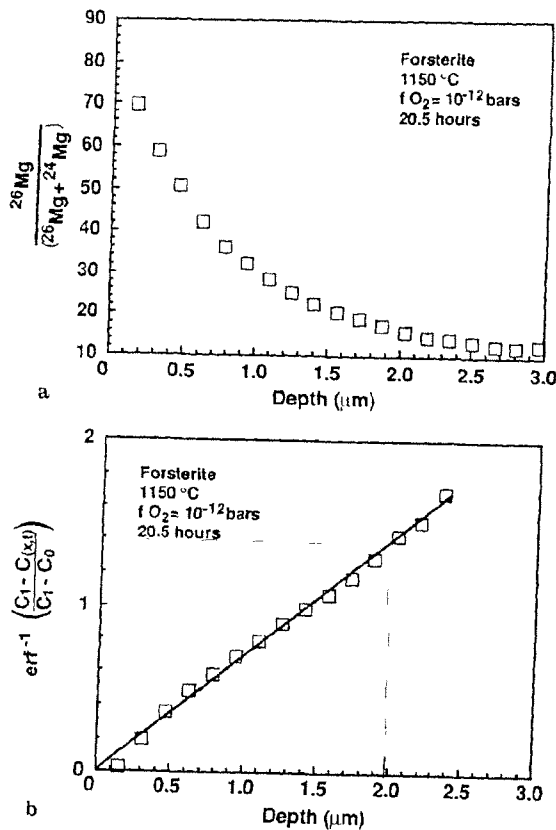 90
80
70
60
50
40
30
20
10
26Mg
(26Mg + 24Mg)
Forsterite
1150 °C
f O2 = 10-12 bars
20.5 hours
0
0.5
1.0
1.5
2.0
2.5
3.0
Depth (μm)
a
2
1
0
erf-1 (C1 - C(x,t) / C1 - C0)
Forsterite
1150 °C
f O2 = 10-12 bars
20.5 hours
0
0.5
1.0
1.5
2.0
2.5
3.0
Depth (μm)
b